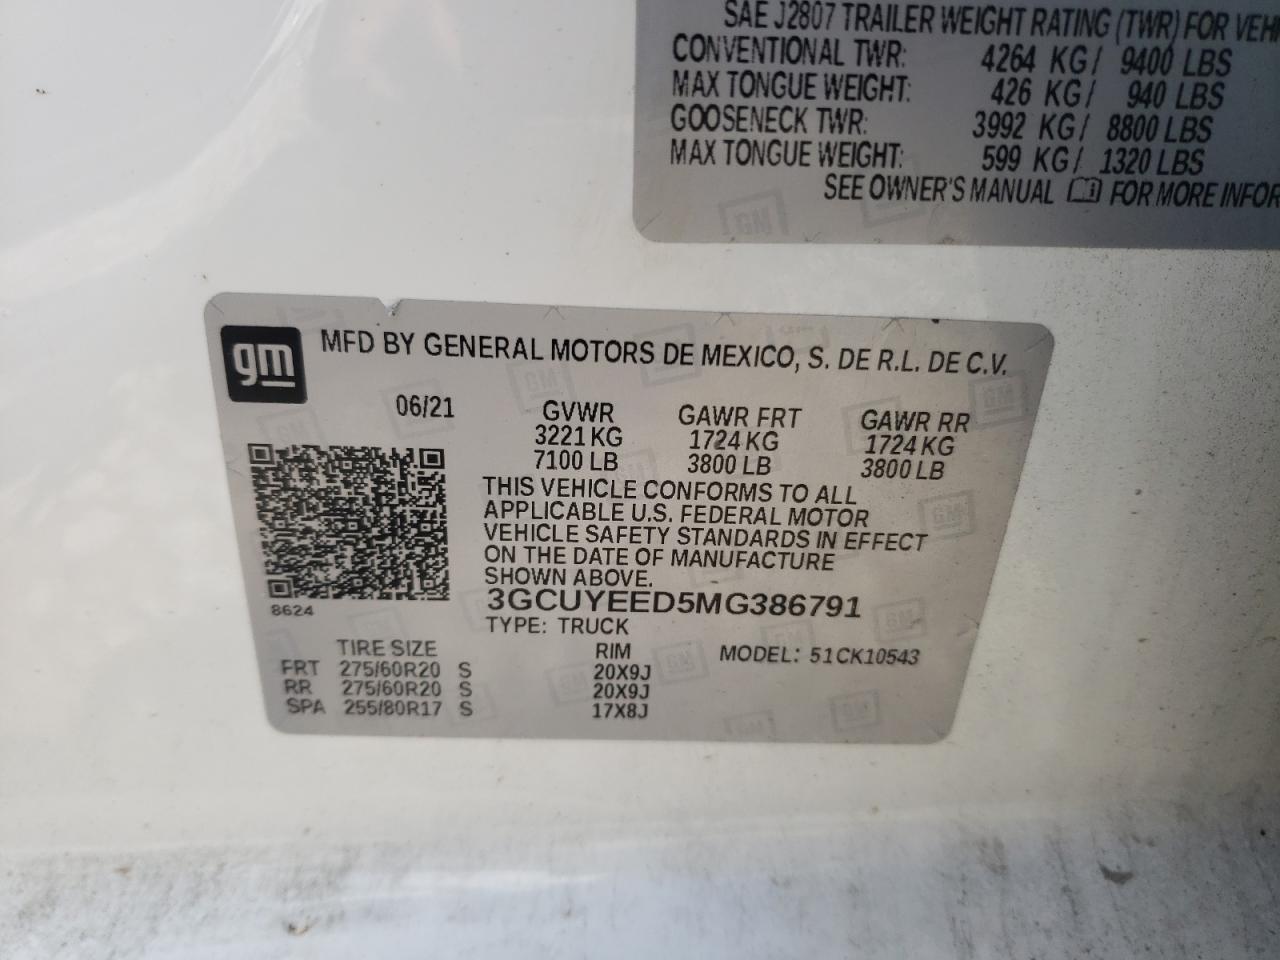 SAE J2807 TRAILER WEIGHT RATING (TWR) FOR
CONVENTIONAL TWR: 4264 KG/ 9400 LBS
MAX TONGUE WEIGHT: 426 KG/ 940 LBS
GOOSENECK TWR: 3992 KG/ 8800 LBS
MAX TONGUE WEIGHT: 599 KG/ 1320 LBS
SEE OWNER'S MANUAL FOR MORE
gm MFD BY GENERAL MOTORS DE MEXICO, S. DE R.L. DE C.V.
06/21 GVWR GAWR FRT GAWR RR
3221 KG 1724 KG 1724 KG
7100 LB 3800 LB 3800 LB
THIS VEHICLE CONFORMS TO ALL
APPLICABLE U.S. FEDERAL MOTOR
VEHICLE SAFETY STANDARDS IN EFFECT
ON THE DATE OF MANUFACTURE
SHOWN ABOVE.
8624 3GCUYEED5MG386791
TYPE: TRUCK
TIRE SIZE RIM MODEL: 51CK10543
FRT 275/60R20 S 20X9J
RR 275/60R20 S 20X9J
SPA 255/80R17 S 17X8J